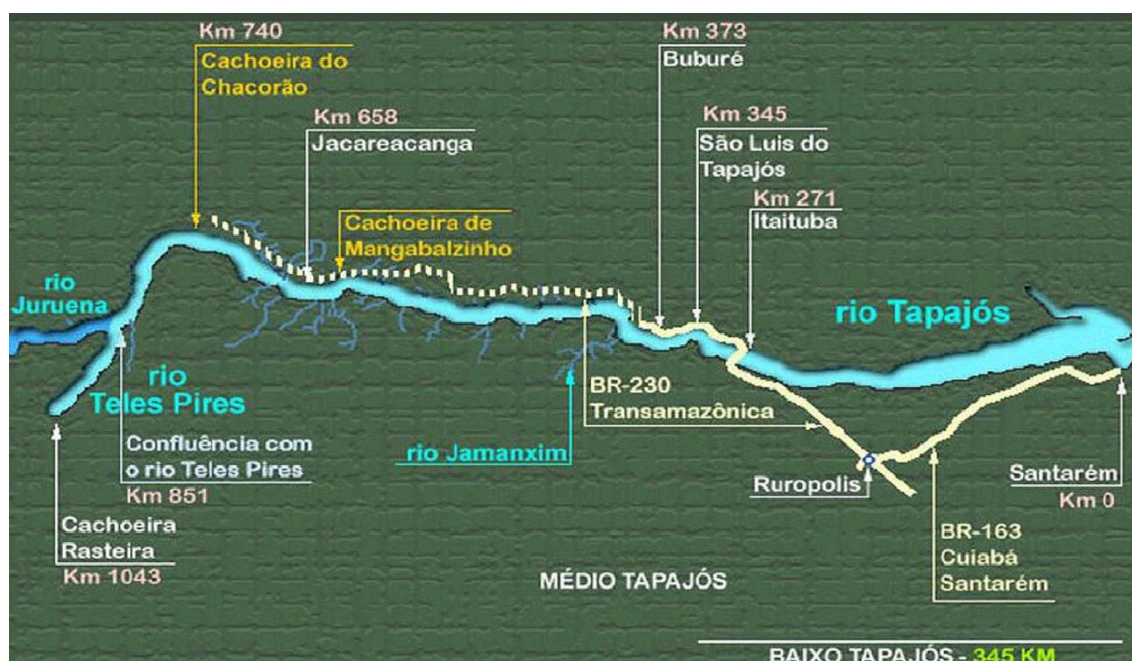 Km 740
Cachoeira do
Chacorão
Km 658
Jacareacanga
Km 373
Buburé
Km 345
São Luis do
Tapajós
Km 271
Itaituba
Cachoeira de
Mangabalzinho
rio
Juruena
rio Tapajós
rio
Teles Pires
BR-230
Transamazônica
Confluência com
o rio Teles Pires
Km 851
rio Jamanxim
Ruropolis
Santarém
Km 0
Cachoeira
Rasteira
Km 1043
BR-163
Cuiabá
Santarém
MÉDIO TAPAJÓS
BAIXO TAPAJÓS - 345 KM